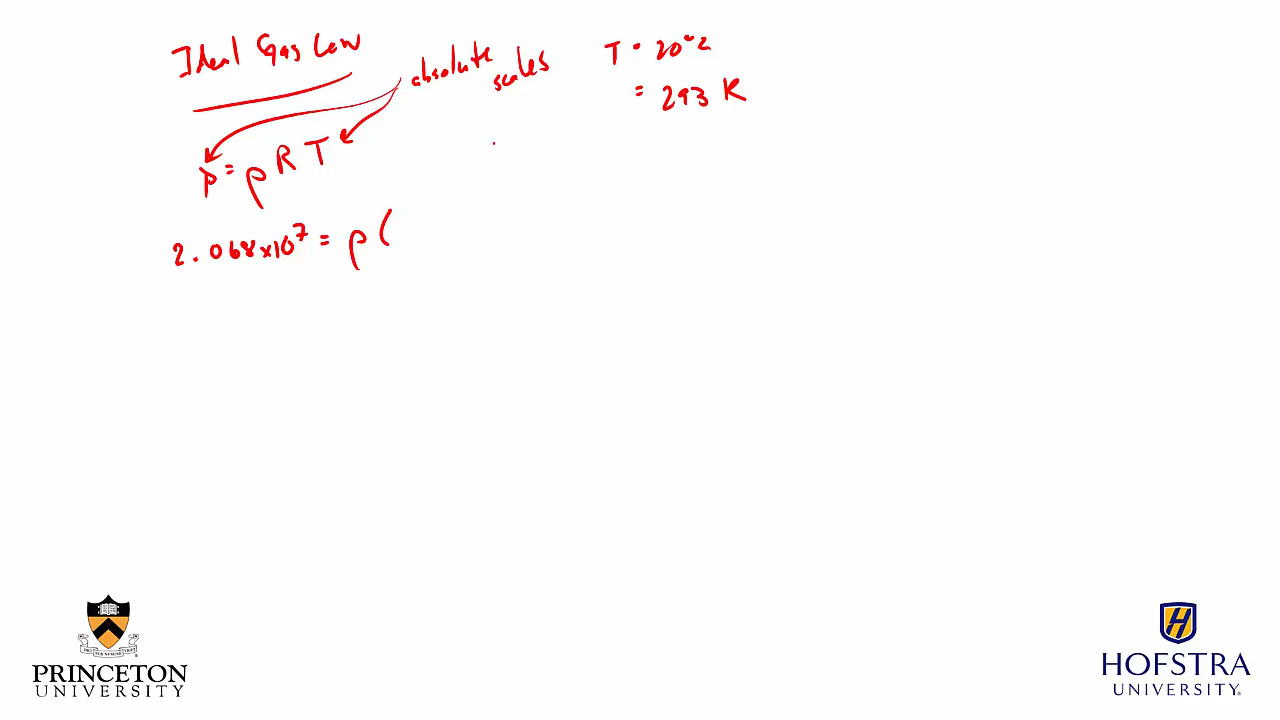 Ideal Gas Law
absolute scales
T = 20°C
= 293 K
p = ρ R T
2.068×10⁷ = ρ (
PRINCETON
UNIVERSITY
HOFSTRA
UNIVERSITY®